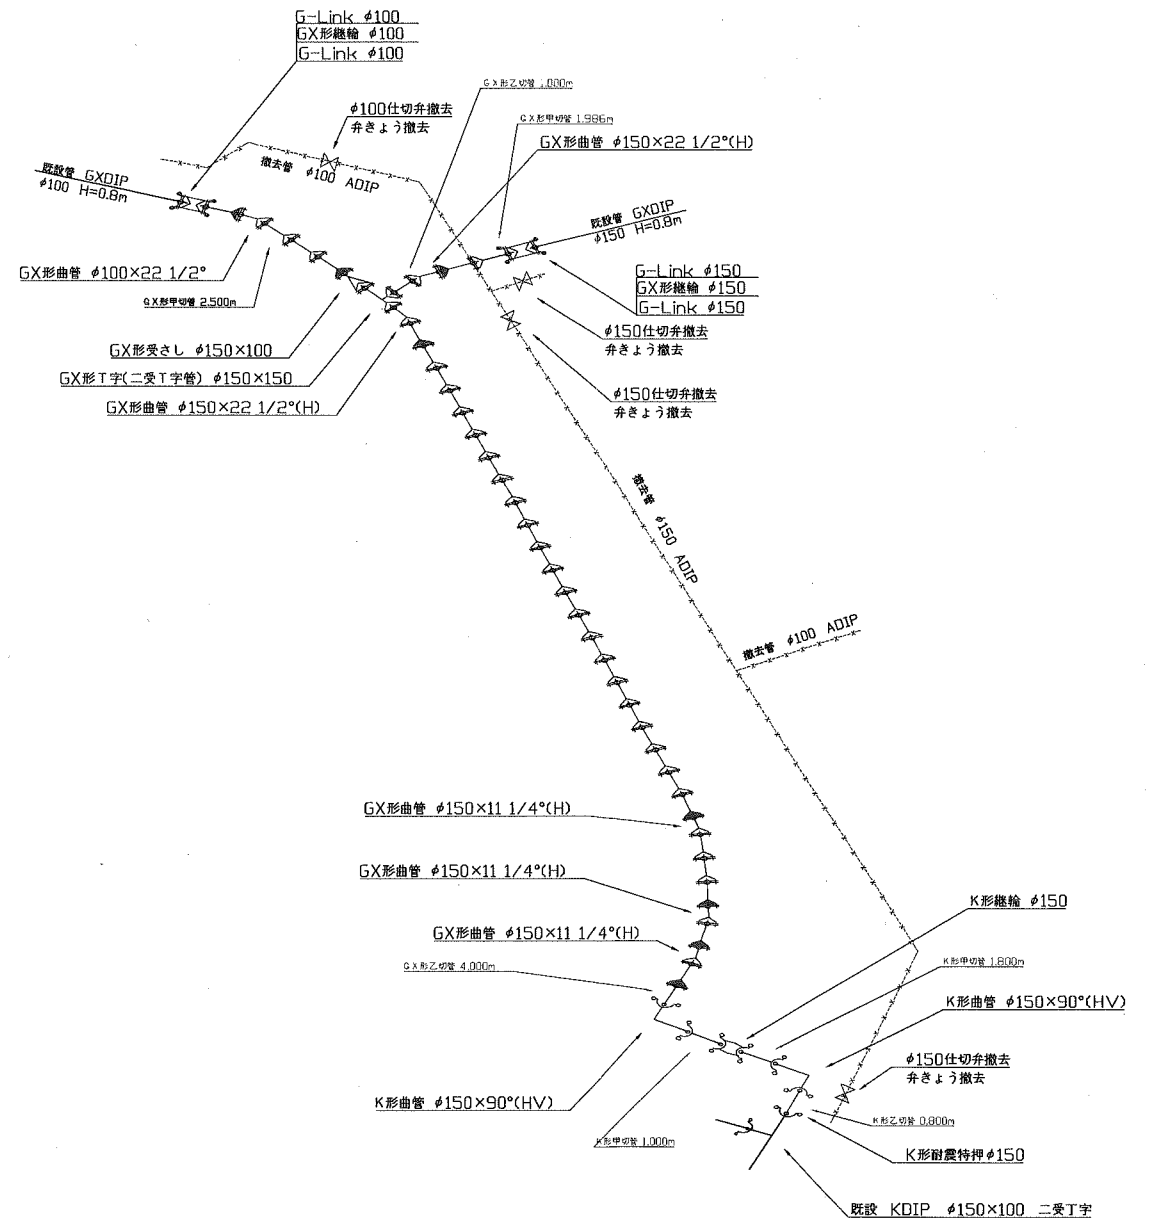 G-Link φ100
GX形継輪 φ100
G-Link φ100
GX形乙切管 1.000m
φ100仕切弁撤去
弁きょう撤去
GX形甲切管 1.986m
GX形曲管 φ150×22 1/2°(H)
撤去管 φ100 ADIP
既設管 GXDIP
φ100 H=0.8m
既設管 GXDIP
φ150 H=0.8m
GX形曲管 φ100×22 1/2°
G-Link φ150
GX形継輪 φ150
G-Link φ150
GX形甲切管 2.500m
φ150仕切弁撤去
弁きょう撤去
GX形受さし φ150×100
GX形T字(二受T字管) φ150×150
GX形曲管 φ150×22 1/2°(H)
φ150仕切弁撤去
弁きょう撤去
撤去管 φ150 ADIP
撤去管 φ100 ADIP
GX形曲管 φ150×11 1/4°(H)
GX形曲管 φ150×11 1/4°(H)
K形継輪 φ150
GX形曲管 φ150×11 1/4°(H)
GX形乙切管 4.000m
K形甲切管 1.800m
K形曲管 φ150×90°(HV)
φ150仕切弁撤去
弁きょう撤去
K形曲管 φ150×90°(HV)
K形乙切管 0.800m
K形甲切管 1.000m
K形耐震特押φ150
既設 KDIP φ150×100 二受T字